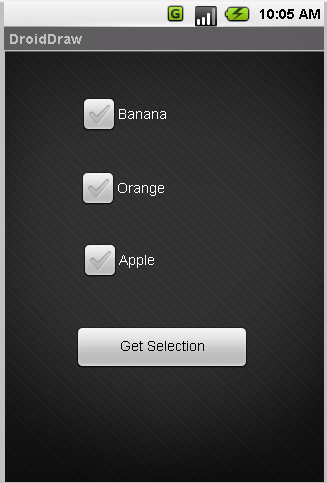 G 10:05 AM
DroidDraw
Banana
Orange
Apple
Get Selection